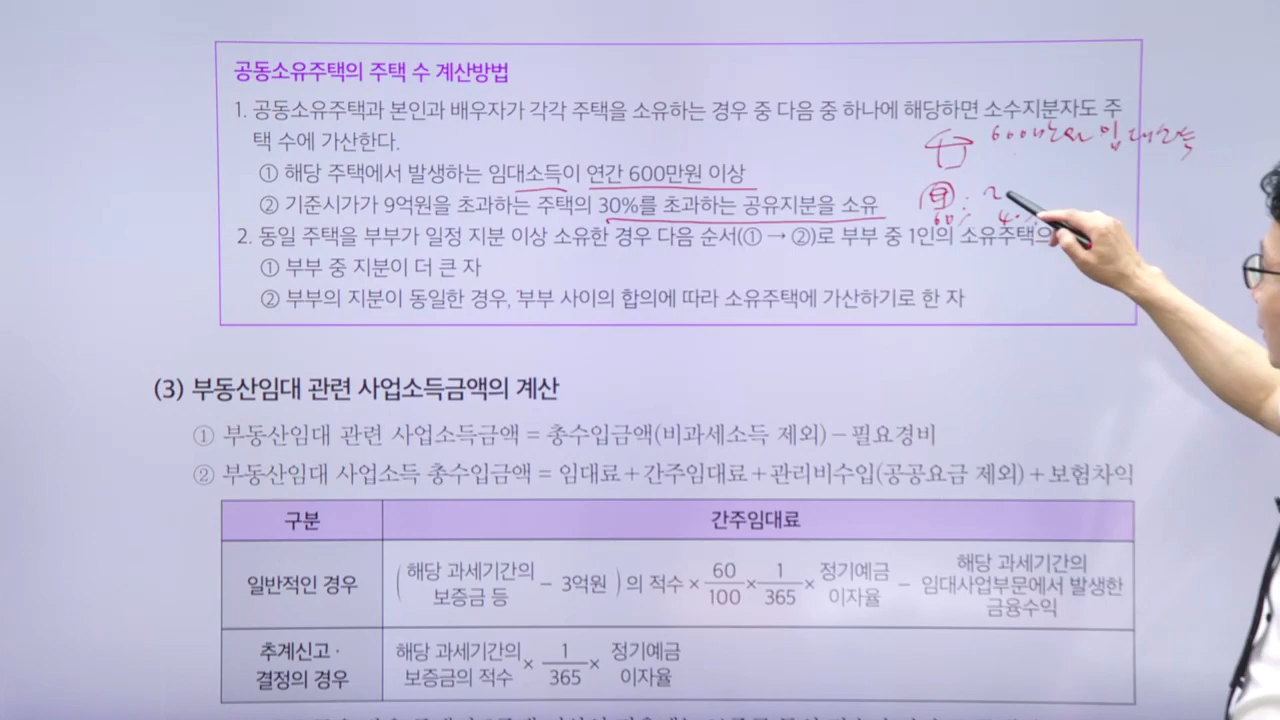 공동소유주택의 주택 수 계산방법
1. 공동소유주택과 본인과 배우자가 각각 주택을 소유하는 경우 중 다음 중 하나에 해당하면 소수지분자도 주
택 수에 가산한다.
600만원 임대소득
① 해당 주택에서 발생하는 임대소득이 연간 600만원 이상
② 기준시가가 9억원을 초과하는 주택의 30%를 초과하는 공유지분을 소유
60% 40%
2. 동일 주택을 부부가 일정 지분 이상 소유한 경우 다음 순서(① → ②)로 부부 중 1인의 소유주택으
① 부부 중 지분이 더 큰 자
② 부부의 지분이 동일한 경우, 부부 사이의 합의에 따라 소유주택에 가산하기로 한 자
(3) 부동산임대 관련 사업소득금액의 계산
① 부동산임대 관련 사업소득금액 = 총수입금액(비과세소득 제외) − 필요경비
② 부동산임대 사업소득 총수입금액 = 임대료 + 간주임대료 + 관리비수입(공공요금 제외) + 보험차익
구분 간주임대료
일반적인 경우 (해당 과세기간의 보증금 등 − 3억원)의 적수 × 60/100 × 1/365 × 정기예금 이자율 − 해당 과세기간의 임대사업부문에서 발생한 금융수익
추계신고·
결정의 경우 해당 과세기간의 보증금의 적수 × 1/365 × 정기예금 이자율